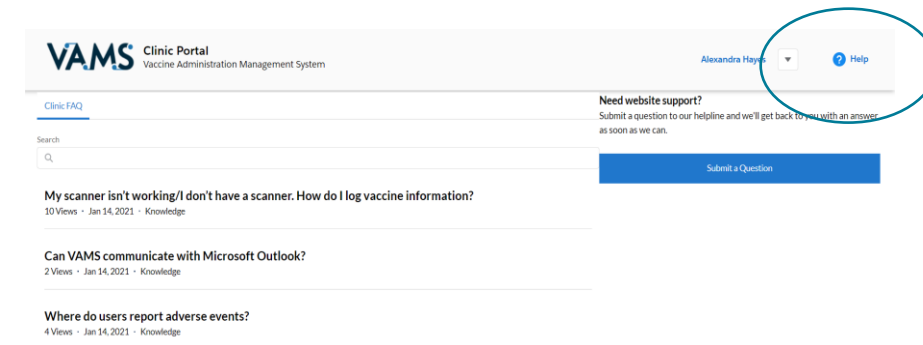 VAMS
Clinic Portal
Vaccine Administration Management System
Alexandra Hayes
Help
Clinic FAQ
Search
My scanner isn't working/I don't have a scanner. How do I log vaccine information?
10 Views · Jan 14, 2021 · Knowledge
Can VAMS communicate with Microsoft Outlook?
2 Views · Jan 14, 2021 · Knowledge
Where do users report adverse events?
4 Views · Jan 14, 2021 · Knowledge
Need website support?
Submit a question to our helpline and we'll get back to you with an answer
as soon as we can.
Submit a Question